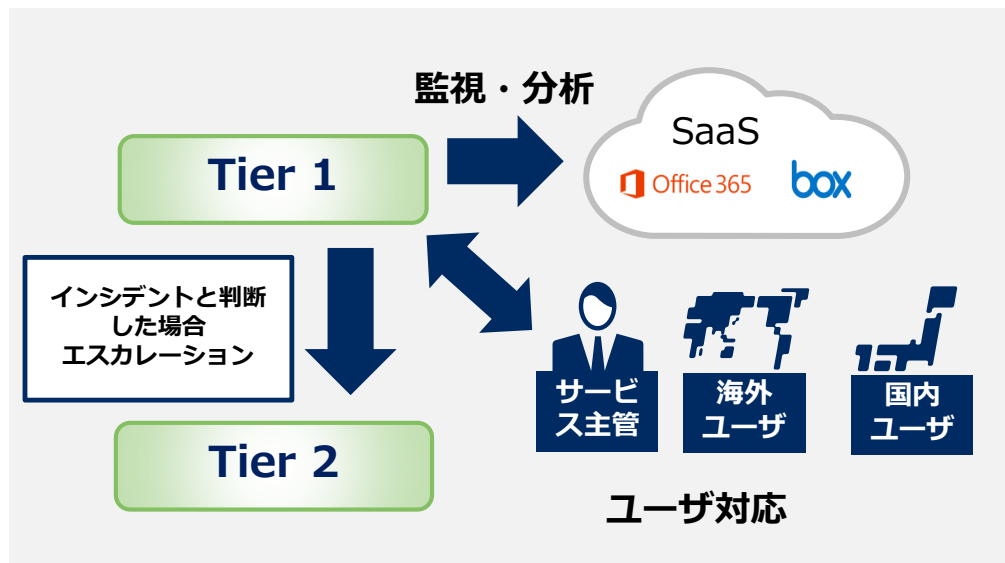 監視・分析
SaaS
Office 365
box
Tier 1
インシデントと判断
した場合
エスカレーション
Tier 2
サービ
ス主管
海外
ユーザ
国内
ユーザ
ユーザ対応